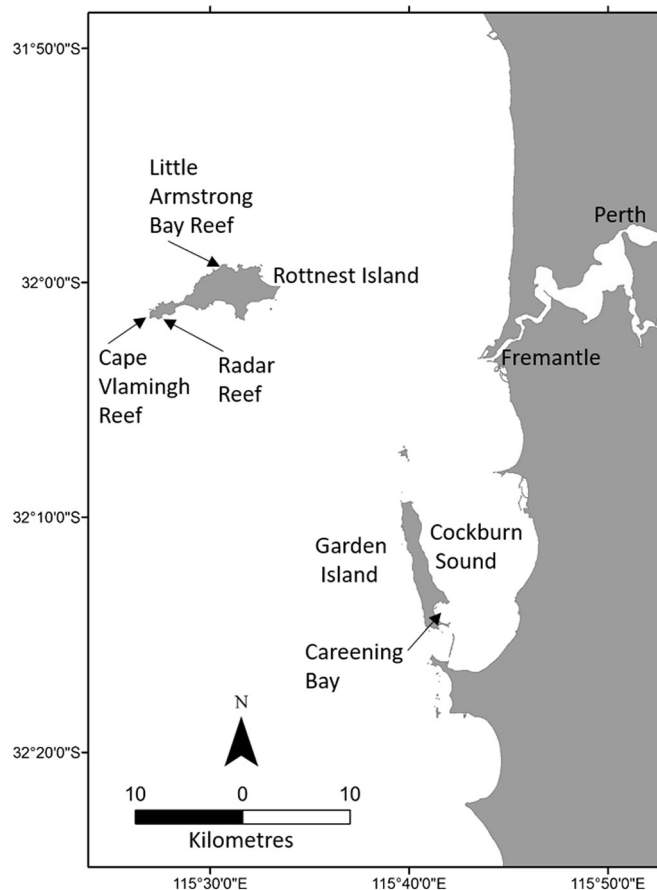 31°50'0"S
Little
Armstrong
Bay Reef
Perth
32°0'0"S
Rottnest Island
Cape
Vlamingh
Reef
Radar
Reef
Fremantle
32°10'0"S
Garden
Island
Cockburn
Sound
Careening
Bay
N
32°20'0"S
10 0 10
Kilometres
115°30'0"E 115°40'0"E 115°50'0"E